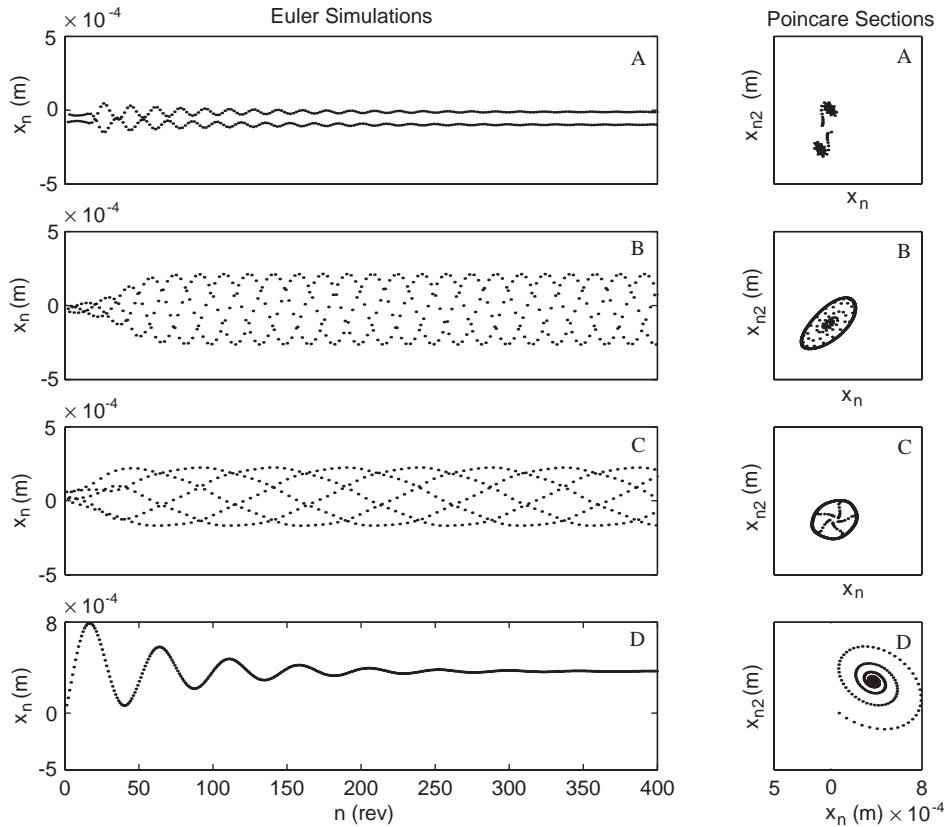 Euler Simulations
Poincare Sections
× 10⁻⁴
5
0
-5
x_n (m)
A
A
x_n2 (m)
x_n
× 10⁻⁴
5
0
-5
x_n (m)
B
B
x_n2 (m)
x_n
× 10⁻⁴
5
0
-5
x_n (m)
C
C
x_n2 (m)
x_n
× 10⁻⁴
8
0
-5
x_n (m)
D
0 50 100 150 200 250 300 350 400
n (rev)
D
x_n2 (m)
5 0 8
x_n (m) × 10⁻⁴